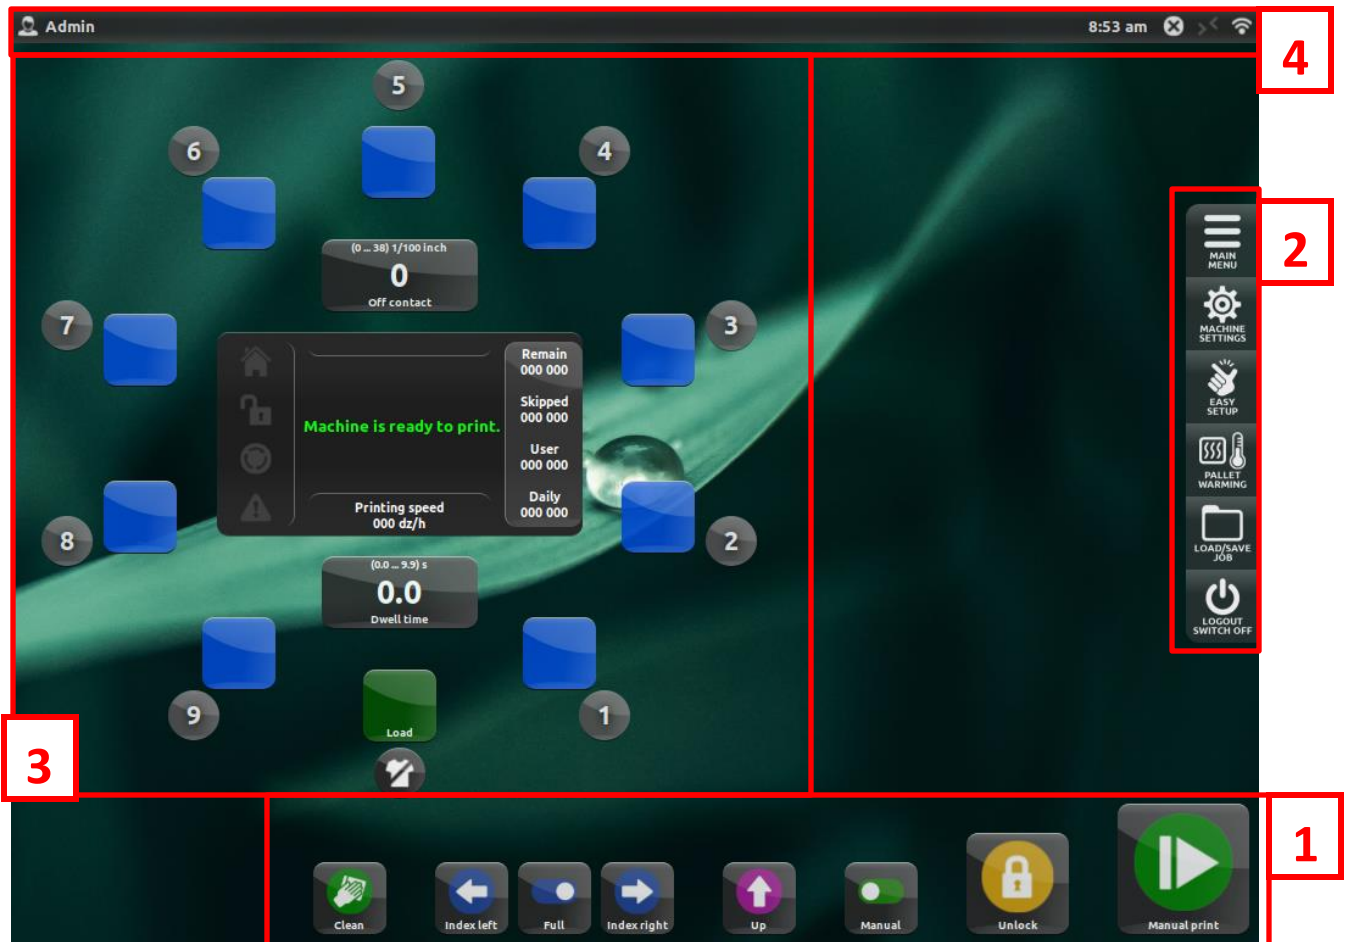 Admin
8:53 am
4
5
6
4
(0 ... 38) 1/100 inch
0
Off contact
7
3
Remain
000 000
Skipped
000 000
Machine is ready to print.
User
000 000
Daily
000 000
Printing speed
000 dz/h
8
2
(0.0 ... 9.9) s
0.0
Dwell time
9
1
Load
2
MAIN
MENU
MACHINE
SETTINGS
EASY
SETUP
PALLET
WARMING
LOAD/SAVE
JOB
LOGOUT
SWITCH OFF
3
1
Clean
Index left
Full
Index right
Up
Manual
Unlock
Manual print